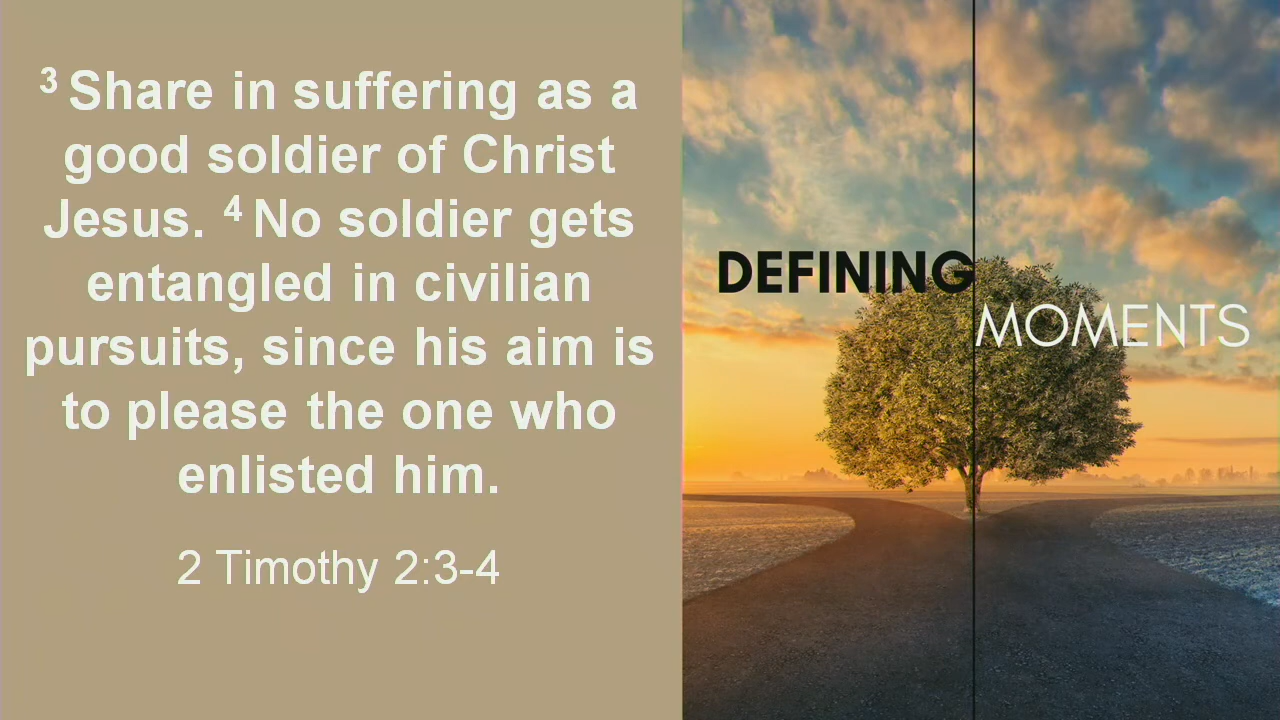 ³ Share in suffering as a
good soldier of Christ
Jesus. ⁴ No soldier gets
entangled in civilian
pursuits, since his aim is
to please the one who
enlisted him.
2 Timothy 2:3-4
DEFINING
MOMENTS